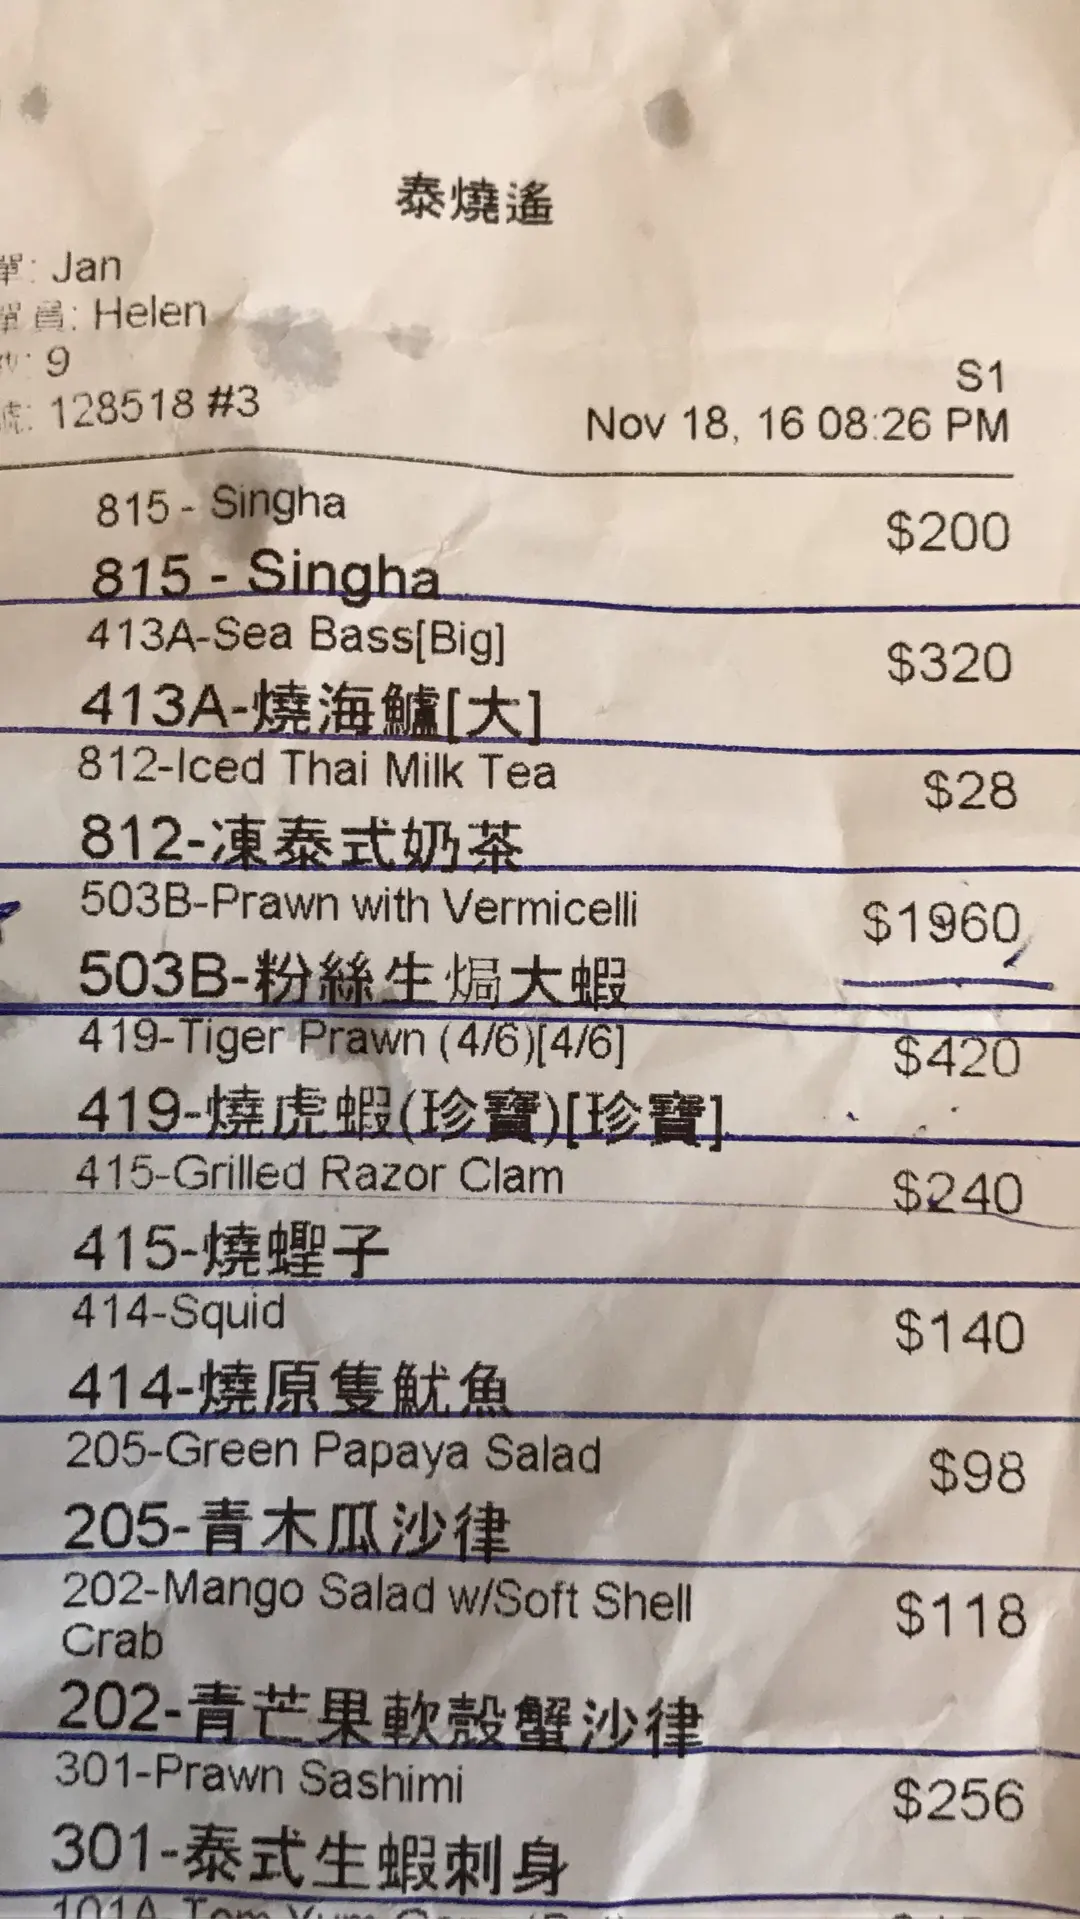 泰燒遙
單: Jan
單員: Helen
: 9
號: 128518 #3
S1
Nov 18, 16 08:26 PM
815 - Singha $200
815 - Singha
413A-Sea Bass[Big] $320
413A-燒海鱸[大]
812-Iced Thai Milk Tea $28
812-凍泰式奶茶
503B-Prawn with Vermicelli $1960
503B-粉絲生焗大蝦
419-Tiger Prawn (4/6)[4/6] $420
419-燒虎蝦(珍寶)[珍寶]
415-Grilled Razor Clam $240
415-燒蟶子
414-Squid $140
414-燒原隻魷魚
205-Green Papaya Salad $98
205-青木瓜沙律
202-Mango Salad w/Soft Shell $118
Crab
202-青芒果軟殼蟹沙律
301-Prawn Sashimi $256
301-泰式生蝦刺身
101A-Tom Yum